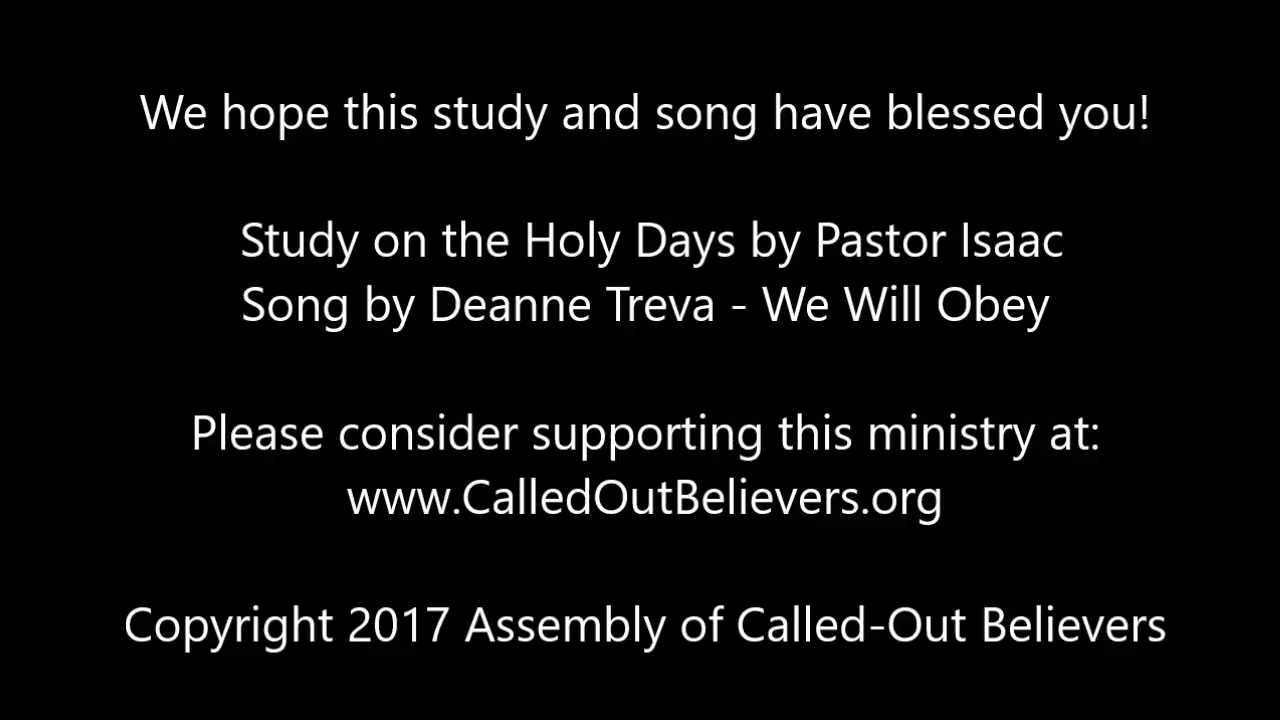 We hope this study and song have blessed you!
Study on the Holy Days by Pastor Isaac
Song by Deanne Treva - We Will Obey
Please consider supporting this ministry at:
www.CalledOutBelievers.org
Copyright 2017 Assembly of Called-Out Believers